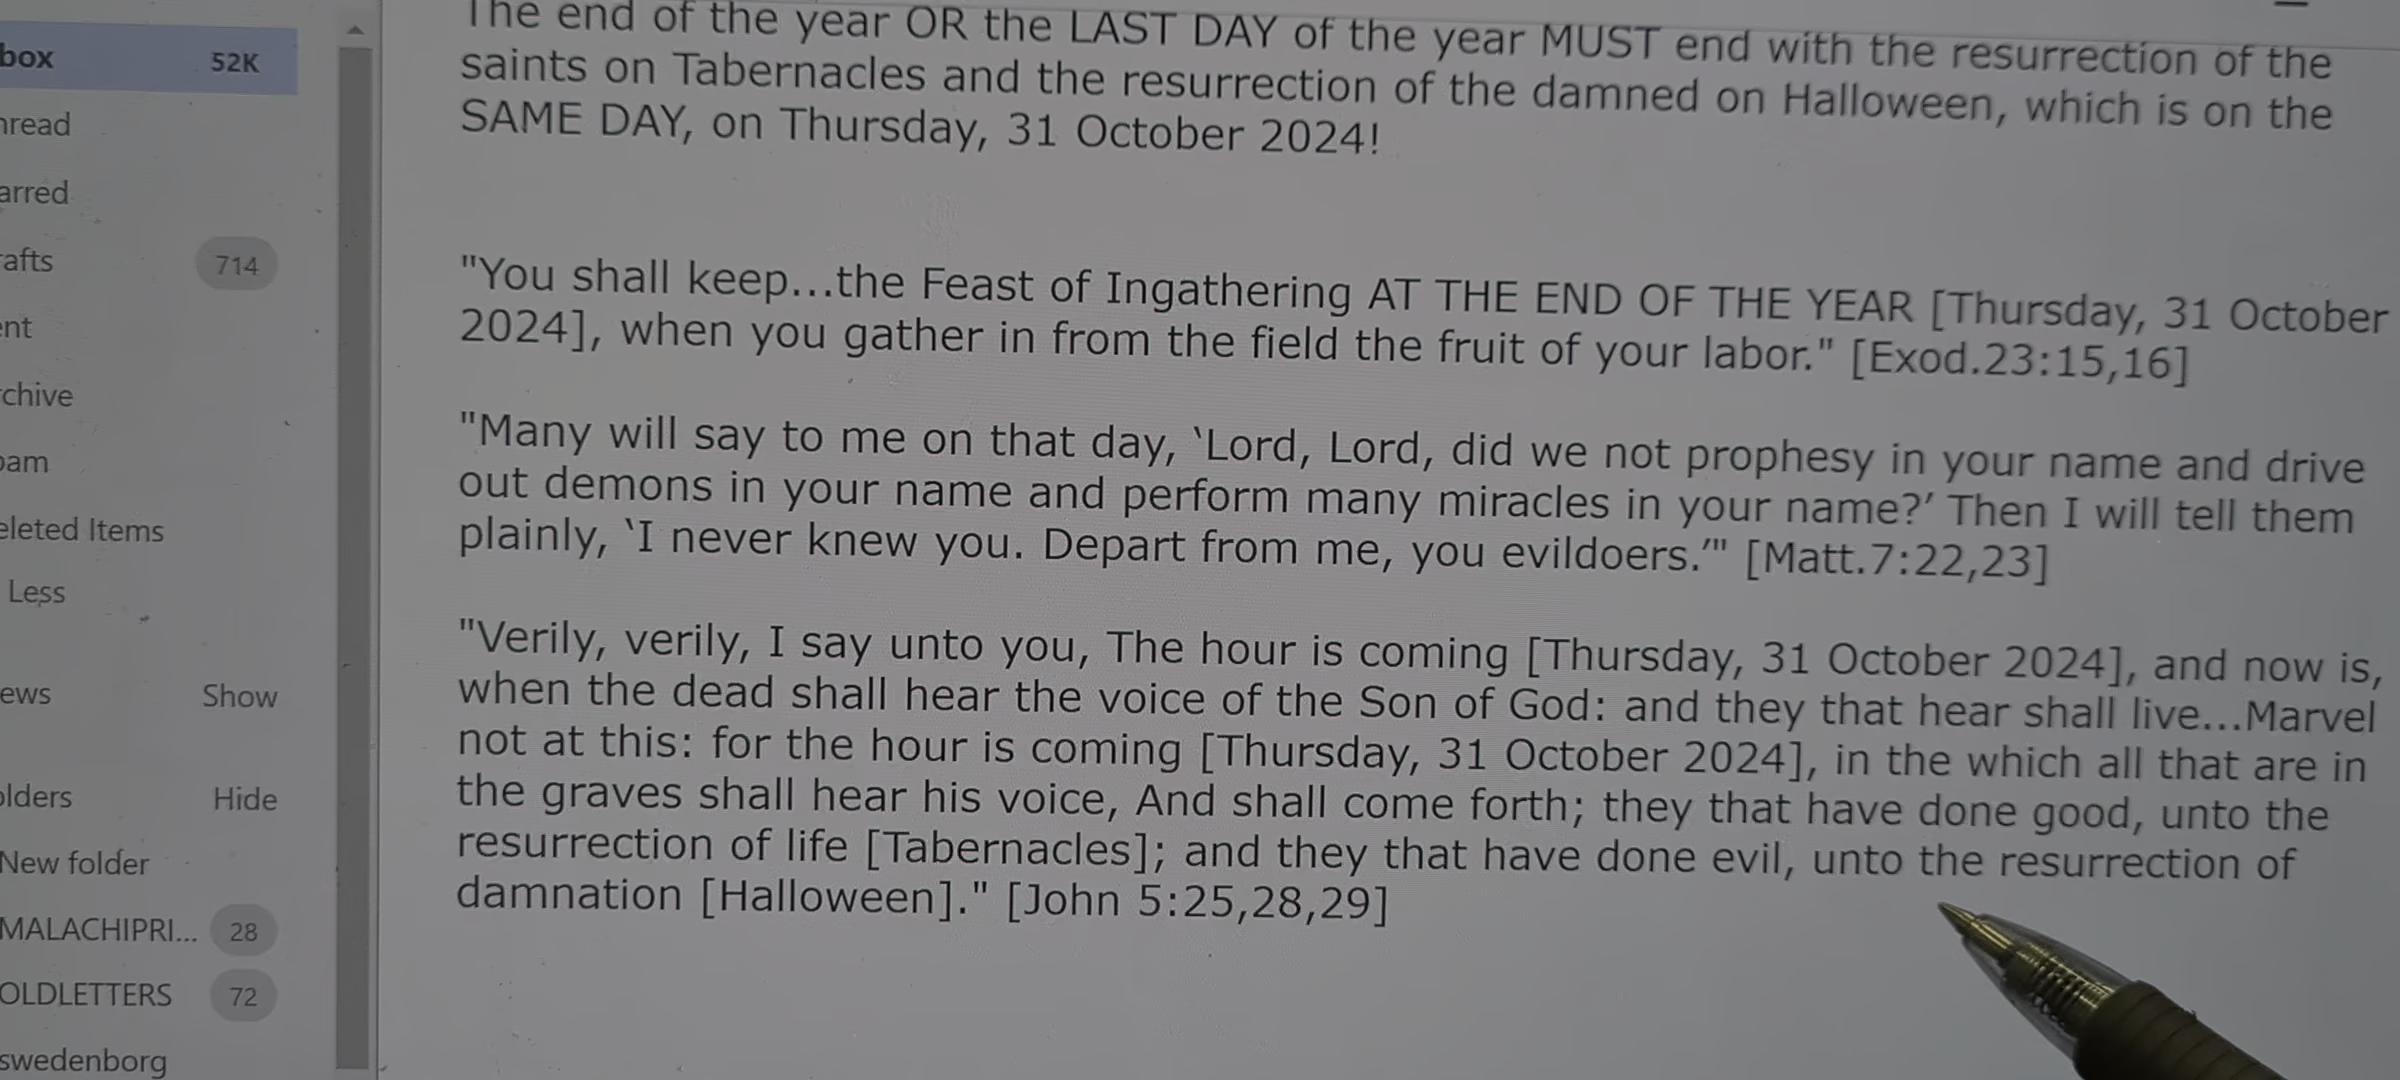 box 52K
nread
arred
rafts 714
ent
rchive
pam
eleted Items
Less
ews Show
olders Hide
New folder
MALACHIPRI... 28
OLDLETTERS 72
swedenborg
The end of the year OR the LAST DAY of the year MUST end with the resurrection of the
saints on Tabernacles and the resurrection of the damned on Halloween, which is on the
SAME DAY, on Thursday, 31 October 2024!
"You shall keep...the Feast of Ingathering AT THE END OF THE YEAR [Thursday, 31 October
2024], when you gather in from the field the fruit of your labor." [Exod.23:15,16]
"Many will say to me on that day, ‛Lord, Lord, did we not prophesy in your name and drive
out demons in your name and perform many miracles in your name?’ Then I will tell them
plainly, ‛I never knew you. Depart from me, you evildoers.’" [Matt.7:22,23]
"Verily, verily, I say unto you, The hour is coming [Thursday, 31 October 2024], and now is,
when the dead shall hear the voice of the Son of God: and they that hear shall live...Marvel
not at this: for the hour is coming [Thursday, 31 October 2024], in the which all that are in
the graves shall hear his voice, And shall come forth; they that have done good, unto the
resurrection of life [Tabernacles]; and they that have done evil, unto the resurrection of
damnation [Halloween]." [John 5:25,28,29]